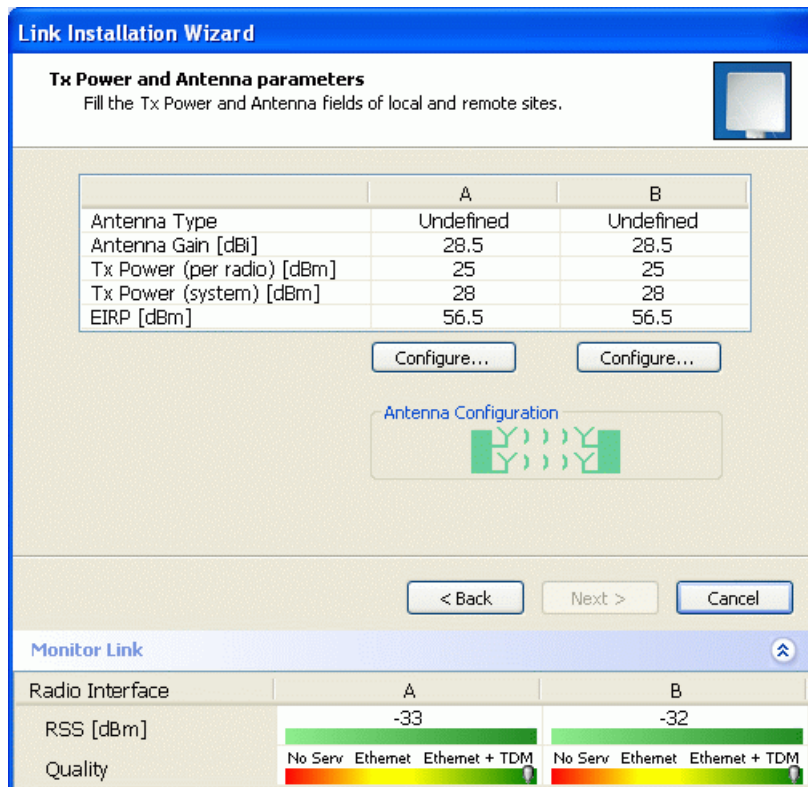 Link Installation Wizard
Tx Power and Antenna parameters
Fill the Tx Power and Antenna fields of local and remote sites.
A B
Antenna Type Undefined Undefined
Antenna Gain [dBi] 28.5 28.5
Tx Power (per radio) [dBm] 25 25
Tx Power (system) [dBm] 28 28
EIRP [dBm] 56.5 56.5
Configure... Configure...
Antenna Configuration
< Back Next > Cancel
Monitor Link
Radio Interface A B
RSS [dBm] -33 -32
Quality No Serv Ethernet Ethernet + TDM No Serv Ethernet Ethernet + TDM